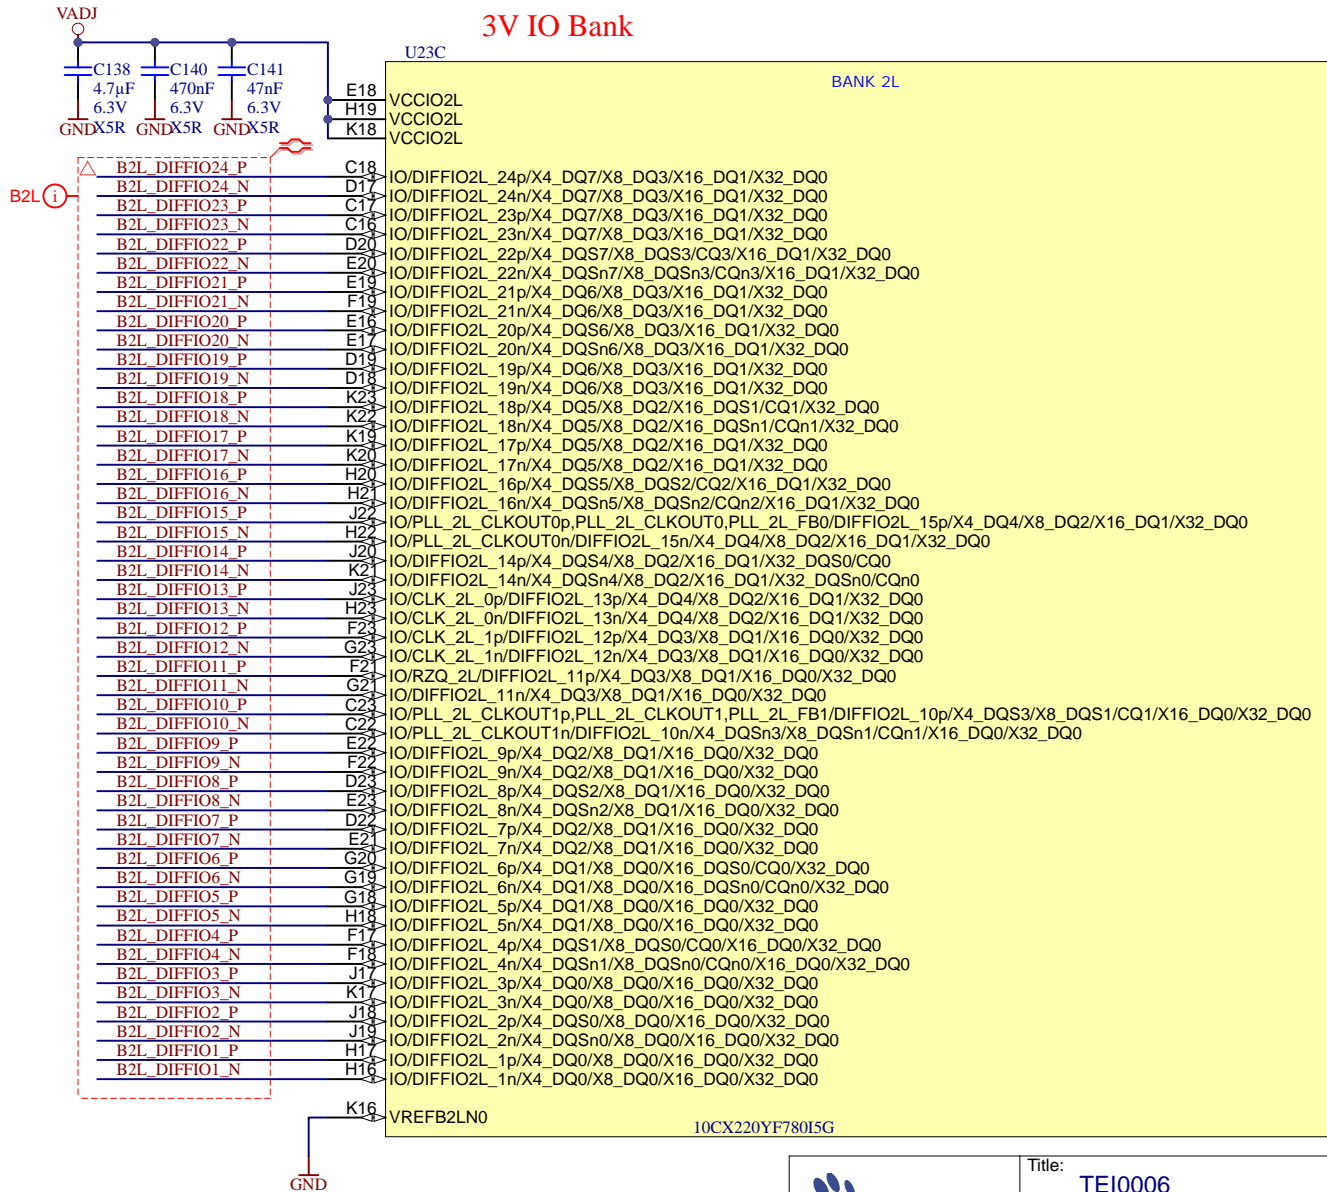 VADJ
3V IO Bank
U23C
BANK 2L
C138 C140 C141
4.7µF 470nF 47nF
6.3V 6.3V 6.3V
X5R X5R X5R
GND GND GND
E18 VCCIO2L
H19 VCCIO2L
K18 VCCIO2L
B2L i
B2L_DIFFIO24_P C18 IO/DIFFIO2L_24p/X4_DQ7/X8_DQ3/X16_DQ1/X32_DQ0
B2L_DIFFIO24_N D17 IO/DIFFIO2L_24n/X4_DQ7/X8_DQ3/X16_DQ1/X32_DQ0
B2L_DIFFIO23_P C17 IO/DIFFIO2L_23p/X4_DQ7/X8_DQ3/X16_DQ1/X32_DQ0
B2L_DIFFIO23_N C16 IO/DIFFIO2L_23n/X4_DQ7/X8_DQ3/X16_DQ1/X32_DQ0
B2L_DIFFIO22_P D20 IO/DIFFIO2L_22p/X4_DQS7/X8_DQS3/CQ3/X16_DQ1/X32_DQ0
B2L_DIFFIO22_N E20 IO/DIFFIO2L_22n/X4_DQSn7/X8_DQSn3/CQn3/X16_DQ1/X32_DQ0
B2L_DIFFIO21_P E19 IO/DIFFIO2L_21p/X4_DQ6/X8_DQ3/X16_DQ1/X32_DQ0
B2L_DIFFIO21_N F19 IO/DIFFIO2L_21n/X4_DQ6/X8_DQ3/X16_DQ1/X32_DQ0
B2L_DIFFIO20_P E16 IO/DIFFIO2L_20p/X4_DQS6/X8_DQ3/X16_DQ1/X32_DQ0
B2L_DIFFIO20_N E17 IO/DIFFIO2L_20n/X4_DQSn6/X8_DQ3/X16_DQ1/X32_DQ0
B2L_DIFFIO19_P D19 IO/DIFFIO2L_19p/X4_DQ6/X8_DQ3/X16_DQ1/X32_DQ0
B2L_DIFFIO19_N D18 IO/DIFFIO2L_19n/X4_DQ6/X8_DQ3/X16_DQ1/X32_DQ0
B2L_DIFFIO18_P K23 IO/DIFFIO2L_18p/X4_DQ5/X8_DQ2/X16_DQS1/CQ1/X32_DQ0
B2L_DIFFIO18_N K22 IO/DIFFIO2L_18n/X4_DQ5/X8_DQ2/X16_DQSn1/CQn1/X32_DQ0
B2L_DIFFIO17_P K19 IO/DIFFIO2L_17p/X4_DQ5/X8_DQ2/X16_DQ1/X32_DQ0
B2L_DIFFIO17_N K20 IO/DIFFIO2L_17n/X4_DQ5/X8_DQ2/X16_DQ1/X32_DQ0
B2L_DIFFIO16_P H20 IO/DIFFIO2L_16p/X4_DQS5/X8_DQS2/CQ2/X16_DQ1/X32_DQ0
B2L_DIFFIO16_N H21 IO/DIFFIO2L_16n/X4_DQSn5/X8_DQSn2/CQn2/X16_DQ1/X32_DQ0
B2L_DIFFIO15_P J22 IO/PLL_2L_CLKOUT0p,PLL_2L_CLKOUT0,PLL_2L_FB0/DIFFIO2L_15p/X4_DQ4/X8_DQ2/X16_DQ1/X32_DQ0
B2L_DIFFIO15_N H22 IO/PLL_2L_CLKOUT0n/DIFFIO2L_15n/X4_DQ4/X8_DQ2/X16_DQ1/X32_DQ0
B2L_DIFFIO14_P J20 IO/DIFFIO2L_14p/X4_DQS4/X8_DQ2/X16_DQ1/X32_DQS0/CQ0
B2L_DIFFIO14_N K21 IO/DIFFIO2L_14n/X4_DQSn4/X8_DQ2/X16_DQ1/X32_DQSn0/CQn0
B2L_DIFFIO13_P J23 IO/CLK_2L_0p/DIFFIO2L_13p/X4_DQ4/X8_DQ2/X16_DQ1/X32_DQ0
B2L_DIFFIO13_N H23 IO/CLK_2L_0n/DIFFIO2L_13n/X4_DQ4/X8_DQ2/X16_DQ1/X32_DQ0
B2L_DIFFIO12_P F23 IO/CLK_2L_1p/DIFFIO2L_12p/X4_DQ3/X8_DQ1/X16_DQ0/X32_DQ0
B2L_DIFFIO12_N G23 IO/CLK_2L_1n/DIFFIO2L_12n/X4_DQ3/X8_DQ1/X16_DQ0/X32_DQ0
B2L_DIFFIO11_P F21 IO/RZQ_2L/DIFFIO2L_11p/X4_DQ3/X8_DQ1/X16_DQ0/X32_DQ0
B2L_DIFFIO11_N G21 IO/DIFFIO2L_11n/X4_DQ3/X8_DQ1/X16_DQ0/X32_DQ0
B2L_DIFFIO10_P C23 IO/PLL_2L_CLKOUT1p,PLL_2L_CLKOUT1,PLL_2L_FB1/DIFFIO2L_10p/X4_DQS3/X8_DQS1/CQ1/X16_DQ0/X32_DQ0
B2L_DIFFIO10_N C22 IO/PLL_2L_CLKOUT1n/DIFFIO2L_10n/X4_DQSn3/X8_DQSn1/CQn1/X16_DQ0/X32_DQ0
B2L_DIFFIO9_P E22 IO/DIFFIO2L_9p/X4_DQ2/X8_DQ1/X16_DQ0/X32_DQ0
B2L_DIFFIO9_N F22 IO/DIFFIO2L_9n/X4_DQ2/X8_DQ1/X16_DQ0/X32_DQ0
B2L_DIFFIO8_P D23 IO/DIFFIO2L_8p/X4_DQS2/X8_DQ1/X16_DQ0/X32_DQ0
B2L_DIFFIO8_N E23 IO/DIFFIO2L_8n/X4_DQSn2/X8_DQ1/X16_DQ0/X32_DQ0
B2L_DIFFIO7_P D22 IO/DIFFIO2L_7p/X4_DQ2/X8_DQ1/X16_DQ0/X32_DQ0
B2L_DIFFIO7_N E21 IO/DIFFIO2L_7n/X4_DQ2/X8_DQ1/X16_DQ0/X32_DQ0
B2L_DIFFIO6_P G20 IO/DIFFIO2L_6p/X4_DQ1/X8_DQ0/X16_DQS0/CQ0/X32_DQ0
B2L_DIFFIO6_N G19 IO/DIFFIO2L_6n/X4_DQ1/X8_DQ0/X16_DQSn0/CQn0/X32_DQ0
B2L_DIFFIO5_P G18 IO/DIFFIO2L_5p/X4_DQ1/X8_DQ0/X16_DQ0/X32_DQ0
B2L_DIFFIO5_N H18 IO/DIFFIO2L_5n/X4_DQ1/X8_DQ0/X16_DQ0/X32_DQ0
B2L_DIFFIO4_P F17 IO/DIFFIO2L_4p/X4_DQS1/X8_DQS0/CQ0/X16_DQ0/X32_DQ0
B2L_DIFFIO4_N F18 IO/DIFFIO2L_4n/X4_DQSn1/X8_DQSn0/CQn0/X16_DQ0/X32_DQ0
B2L_DIFFIO3_P J17 IO/DIFFIO2L_3p/X4_DQ0/X8_DQ0/X16_DQ0/X32_DQ0
B2L_DIFFIO3_N K17 IO/DIFFIO2L_3n/X4_DQ0/X8_DQ0/X16_DQ0/X32_DQ0
B2L_DIFFIO2_P J18 IO/DIFFIO2L_2p/X4_DQS0/X8_DQ0/X16_DQ0/X32_DQ0
B2L_DIFFIO2_N J19 IO/DIFFIO2L_2n/X4_DQSn0/X8_DQ0/X16_DQ0/X32_DQ0
B2L_DIFFIO1_P H17 IO/DIFFIO2L_1p/X4_DQ0/X8_DQ0/X16_DQ0/X32_DQ0
B2L_DIFFIO1_N H16 IO/DIFFIO2L_1n/X4_DQ0/X8_DQ0/X16_DQ0/X32_DQ0
K16 VREFB2LN0
10CX220YF780I5G
GND
Title:
TEI0006